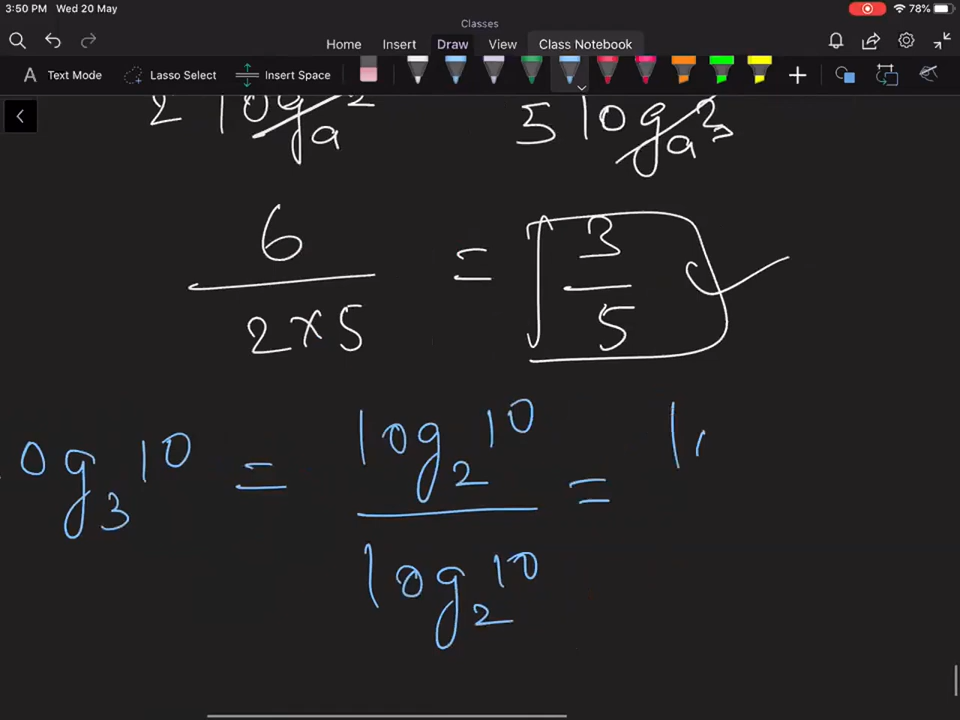 3:50 PM Wed 20 May 78%
Classes
Home Insert Draw View Class Notebook
Text Mode Lasso Select Insert Space
2 log a 2 5 log a 3
6 / 2 × 5 = 3 / 5
log 3 10 = log 2 10 / log 2 10 =